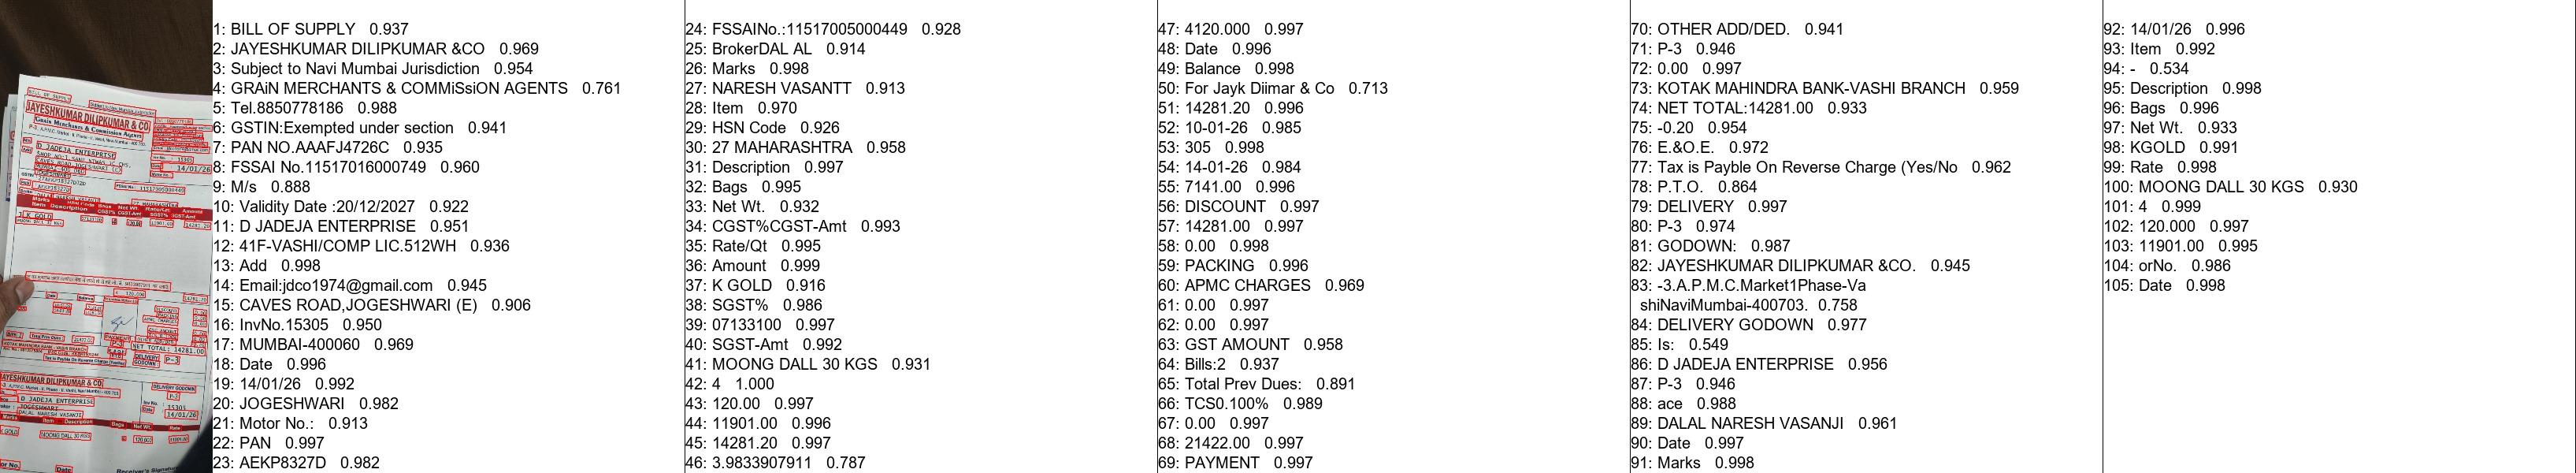 1: BILL OF SUPPLY 0.937
2: JAYESHKUMAR DILIPKUMAR &CO 0.969
3: Subject to Navi Mumbai Jurisdiction 0.954
4: GRAiN MERCHANTS & COMMiSsiON AGENTS 0.761
5: Tel.8850778186 0.988
6: GSTIN:Exempted under section 0.941
7: PAN NO.AAAFJ4726C 0.935
8: FSSAI No.11517016000749 0.960
9: M/s 0.888
10: Validity Date :20/12/2027 0.922
11: D JADEJA ENTERPRISE 0.951
12: 41F-VASHI/COMP LIC.512WH 0.936
13: Add 0.998
14: Email:jdco1974@gmail.com 0.945
15: CAVES ROAD,JOGESHWARI (E) 0.906
16: InvNo.15305 0.950
17: MUMBAI-400060 0.969
18: Date 0.996
19: 14/01/26 0.992
20: JOGESHWARI 0.982
21: Motor No.: 0.913
22: PAN 0.997
23: AEKP8327D 0.982
24: FSSAINo.:11517005000449 0.928
25: BrokerDAL AL 0.914
26: Marks 0.998
27: NARESH VASANTT 0.913
28: Item 0.970
29: HSN Code 0.926
30: 27 MAHARASHTRA 0.958
31: Description 0.997
32: Bags 0.995
33: Net Wt. 0.932
34: CGST%CGST-Amt 0.993
35: Rate/Qt 0.995
36: Amount 0.999
37: K GOLD 0.916
38: SGST% 0.986
39: 07133100 0.997
40: SGST-Amt 0.992
41: MOONG DALL 30 KGS 0.931
42: 4 1.000
43: 120.00 0.997
44: 11901.00 0.996
45: 14281.20 0.997
46: 3.9833907911 0.787
47: 4120.000 0.997
48: Date 0.996
49: Balance 0.998
50: For Jayk Diimar & Co 0.713
51: 14281.20 0.996
52: 10-01-26 0.985
53: 305 0.998
54: 14-01-26 0.984
55: 7141.00 0.996
56: DISCOUNT 0.997
57: 14281.00 0.997
58: 0.00 0.998
59: PACKING 0.996
60: APMC CHARGES 0.969
61: 0.00 0.997
62: 0.00 0.997
63: GST AMOUNT 0.958
64: Bills:2 0.937
65: Total Prev Dues: 0.891
66: TCS0.100% 0.989
67: 0.00 0.997
68: 21422.00 0.997
69: PAYMENT 0.997
70: OTHER ADD/DED. 0.941
71: P-3 0.946
72: 0.00 0.997
73: KOTAK MAHINDRA BANK-VASHI BRANCH 0.959
74: NET TOTAL:14281.00 0.933
75: -0.20 0.954
76: E.&O.E. 0.972
77: Tax is Payble On Reverse Charge (Yes/No 0.962
78: P.T.O. 0.864
79: DELIVERY 0.997
80: P-3 0.974
81: GODOWN: 0.987
82: JAYESHKUMAR DILIPKUMAR &CO. 0.945
83: -3.A.P.M.C.Market1Phase-Va
shiNaviMumbai-400703. 0.758
84: DELIVERY GODOWN 0.977
85: Is: 0.549
86: D JADEJA ENTERPRISE 0.956
87: P-3 0.946
88: ace 0.988
89: DALAL NARESH VASANJI 0.961
90: Date 0.997
91: Marks 0.998
92: 14/01/26 0.996
93: Item 0.992
94: - 0.534
95: Description 0.998
96: Bags 0.996
97: Net Wt. 0.933
98: KGOLD 0.991
99: Rate 0.998
100: MOONG DALL 30 KGS 0.930
101: 4 0.999
102: 120.000 0.997
103: 11901.00 0.995
104: orNo. 0.986
105: Date 0.998